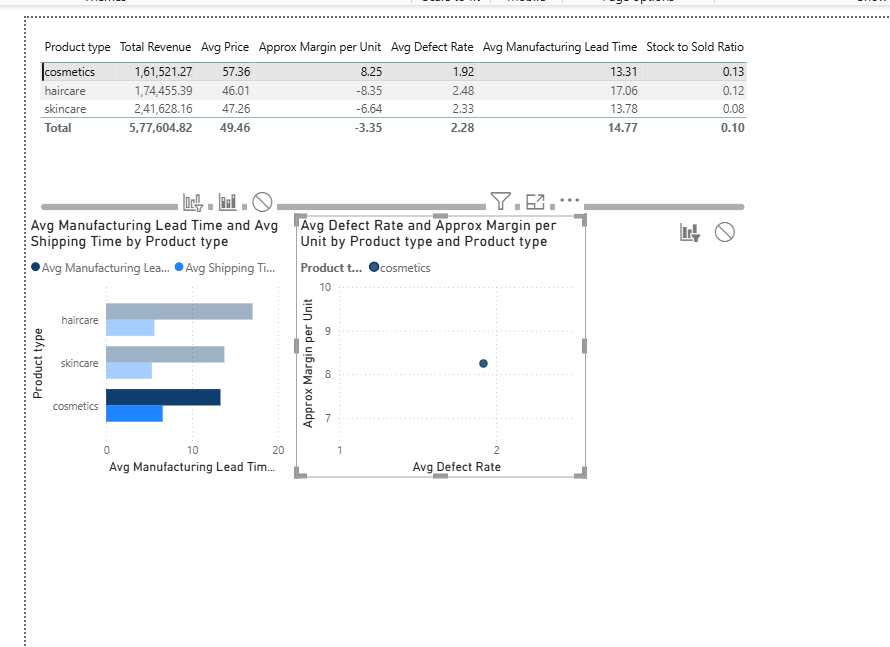 Product type Total Revenue Avg Price Approx Margin per Unit Avg Defect Rate Avg Manufacturing Lead Time Stock to Sold Ratio
cosmetics 1,61,521.27 57.36 8.25 1.92 13.31 0.13
haircare 1,74,455.39 46.01 -8.35 2.48 17.06 0.12
skincare 2,41,628.16 47.26 -6.64 2.33 13.78 0.08
Total 5,77,604.82 49.46 -3.35 2.28 14.77 0.10
Avg Manufacturing Lead Time and Avg
Shipping Time by Product type
Avg Manufacturing Lea... Avg Shipping Ti...
Product type
haircare
skincare
cosmetics
0 10 20
Avg Manufacturing Lead Tim...
Avg Defect Rate and Approx Margin per
Unit by Product type and Product type
Product t... cosmetics
Approx Margin per Unit
10
9
8
7
1 2
Avg Defect Rate